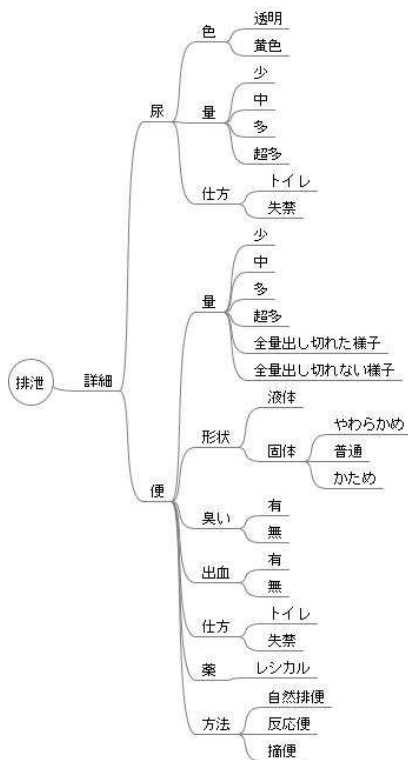 排泄
詳細
尿
色
透明
黄色
量
少
中
多
超多
仕方
トイレ
失禁
便
量
少
中
多
超多
全量出し切れた様子
全量出し切れない様子
形状
液体
固体
やわらかめ
普通
かため
臭い
有
無
出血
有
無
仕方
トイレ
失禁
薬
レシカル
方法
自然排便
反応便
摘便